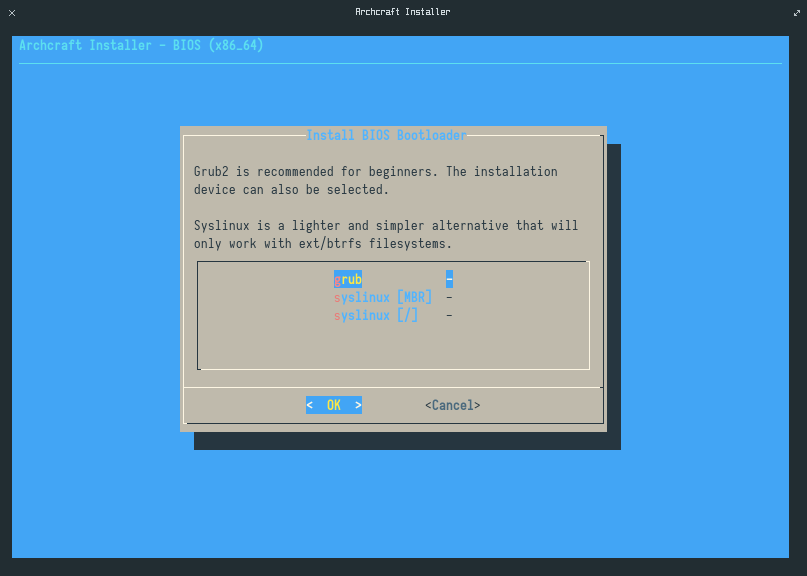 Archcraft Installer
Archcraft Installer - BIOS (x86_64)
Install BIOS Bootloader
Grub2 is recommended for beginners. The installation
device can also be selected.
Syslinux is a lighter and simpler alternative that will
only work with ext/btrfs filesystems.
grub -
syslinux [MBR] -
syslinux [/] -
< OK > <Cancel>